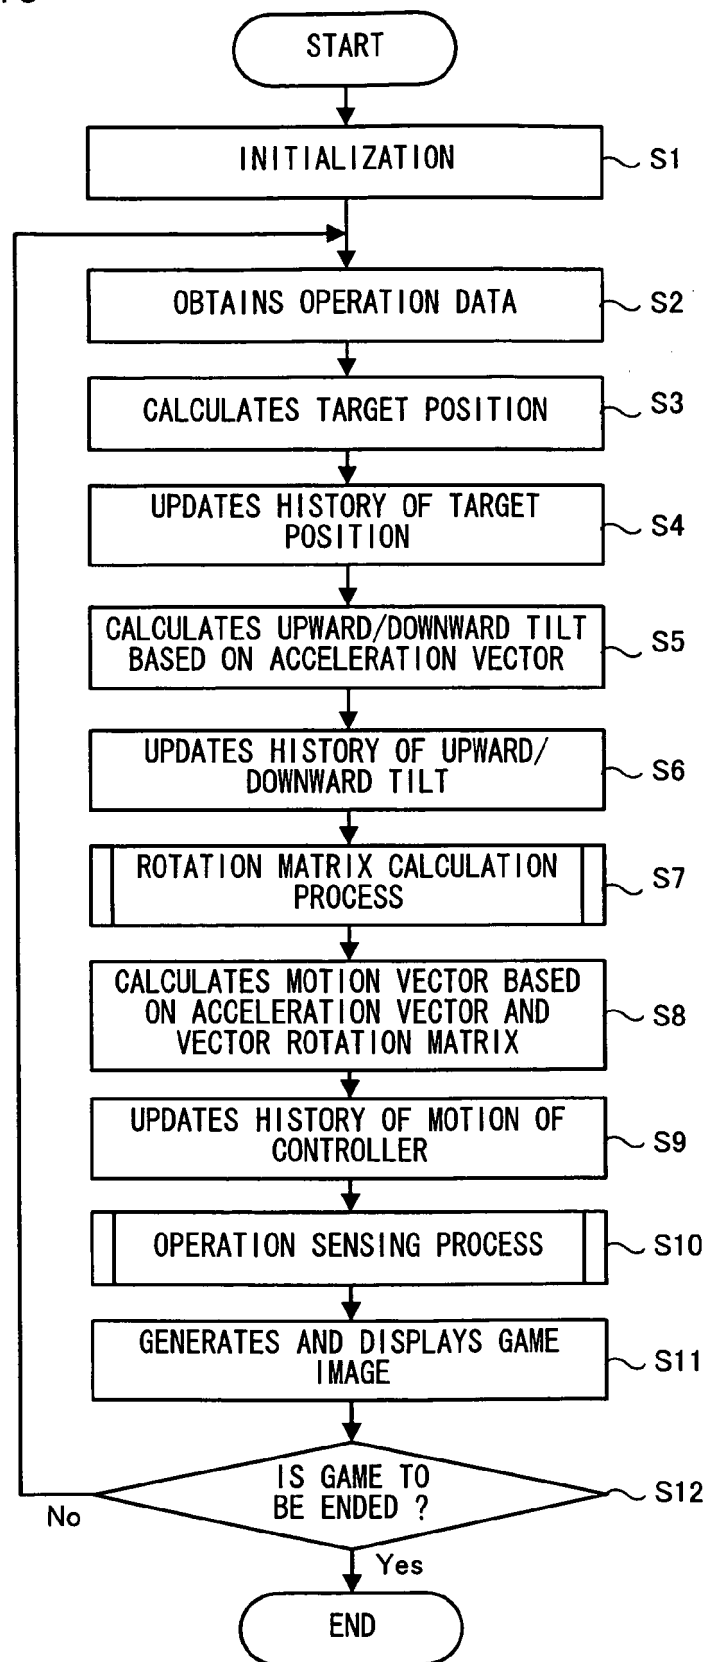 START
INITIALIZATION
S1
OBTAINS OPERATION DATA
S2
CALCULATES TARGET POSITION
S3
UPDATES HISTORY OF TARGET
POSITION
S4
CALCULATES UPWARD/DOWNWARD TILT
BASED ON ACCELERATION VECTOR
S5
UPDATES HISTORY OF UPWARD/
DOWNWARD TILT
S6
ROTATION MATRIX CALCULATION
PROCESS
S7
CALCULATES MOTION VECTOR BASED
ON ACCELERATION VECTOR AND
VECTOR ROTATION MATRIX
S8
UPDATES HISTORY OF MOTION OF
CONTROLLER
S9
OPERATION SENSING PROCESS
S10
GENERATES AND DISPLAYS GAME
IMAGE
S11
IS GAME TO
BE ENDED ?
S12
No
Yes
END